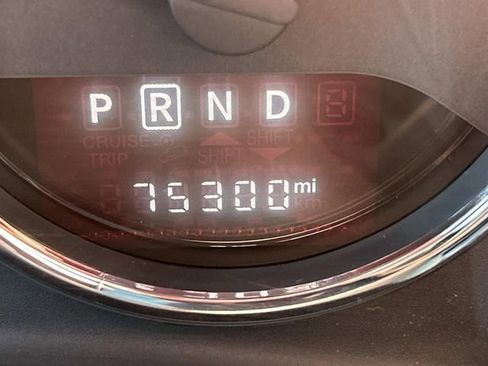 P R N D
CRUISE SHIFT
TRIP SHIFT
75300 mi
km